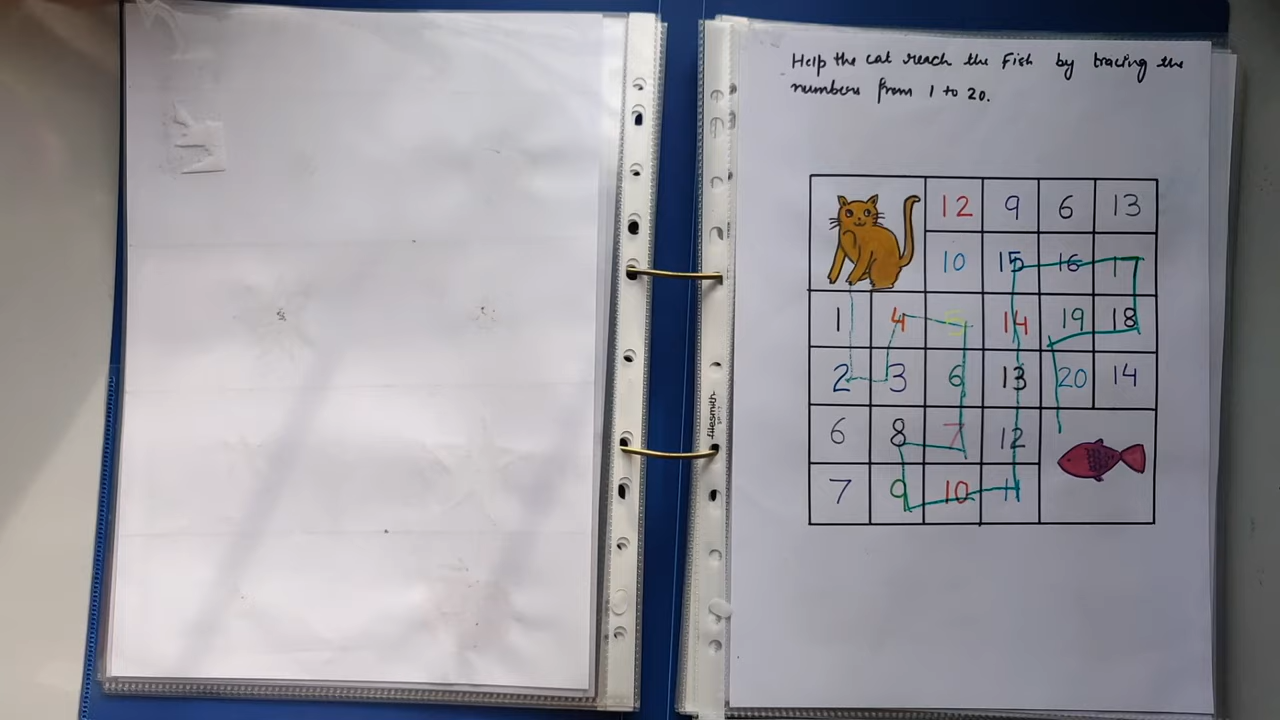 Help the cat reach the Fish by tracing the
numbers from 1 to 20.
12 9 6 13
10 15 16 17
1 4 5 14 19 18
2 3 6 13 20 14
6 8 7 12
7 9 10 11
filesmith